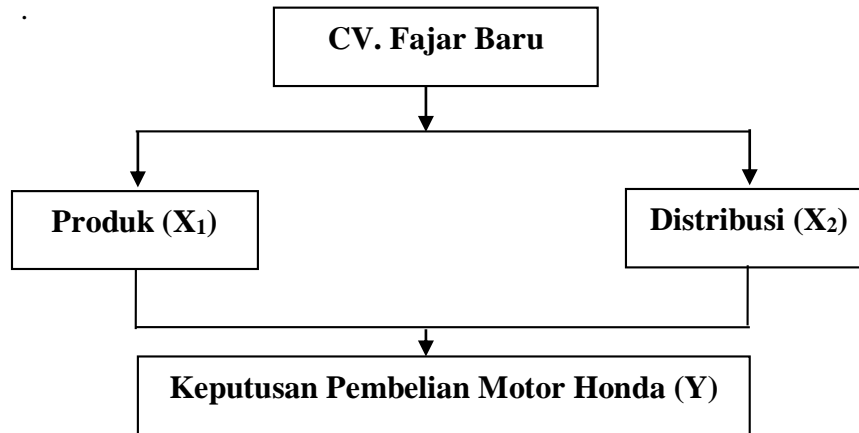 .
CV. Fajar Baru
Produk (X₁)
Distribusi (X₂)
Keputusan Pembelian Motor Honda (Y)